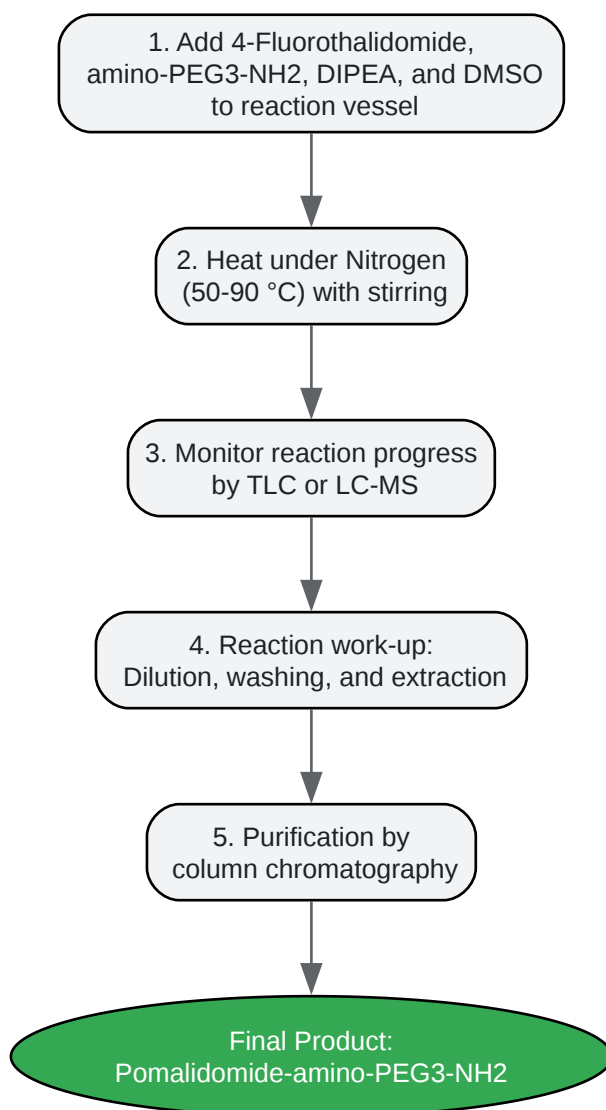 1. Add 4-Fluorothalidomide,
amino-PEG3-NH2, DIPEA, and DMSO
to reaction vessel
2. Heat under Nitrogen
(50-90 °C) with stirring
3. Monitor reaction progress
by TLC or LC-MS
4. Reaction work-up:
Dilution, washing, and extraction
5. Purification by
column chromatography
Final Product:
Pomalidomide-amino-PEG3-NH2